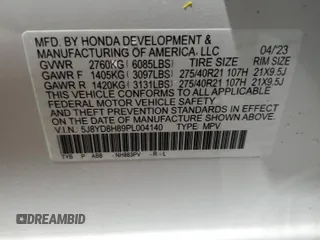 MFD. BY HONDA DEVELOPMENT &
MANUFACTURING OF AMERICA, LLC 04/23
GVWR 2760KG (6085LBS) TIRE SIZE RIM SIZE
GAWR F 1405KG (3097LBS) 275/40R21 107H 21X9.5J
GAWR R 1420KG (3131LBS) 275/40R21 107H 21X9.5J
THIS VEHICLE CONFORMS TO ALL APPLICABLE
FEDERAL MOTOR VEHICLE SAFETY AND THEFT
PREVENTION STANDARDS IN EFFECT ON THE
DATE OF MANUFACTURE SHOWN ABOVE.
V.I.N. 5J8YD8H89PL004140 TYPE: MPV
P ABB NH883PV -R-L
DREAMBID